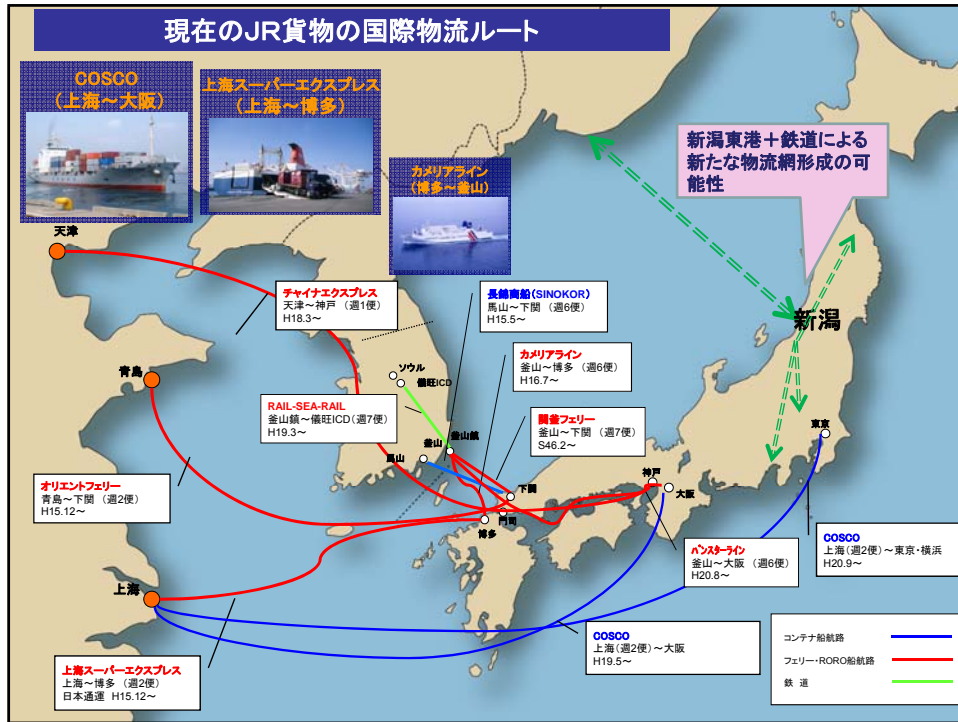 現在のJR貨物の国際物流ルート
COSCO
(上海～大阪)
上海スーパーエクスプレス
(上海～博多)
カメリアライン
(博多～釜山)
新潟東港＋鉄道による
新たな物流網形成の可
能性
天津
チャイナエクスプレス
天津～神戸 (週1便)
H18.3～
長錦商船(SINOKOR)
馬山～下関 (週6便)
H15.5～
新潟
カメリアライン
釜山～博多 (週6便)
H16.7～
青島
ソウル
儀旺ICD
RAIL-SEA-RAIL
釜山鎮～儀旺ICD(週7便)
H19.3～
関釜フェリー
釜山～下関 (週7便)
S46.2～
東京
釜山
釜山鎮
馬山
神戸
大阪
オリエントフェリー
青島～下関 (週2便)
H15.12～
下関
門司
博多
パンスターライン
釜山～大阪 (週6便)
H20.8～
COSCO
上海(週2便)～東京・横浜
H20.9～
上海
COSCO
上海(週2便)～大阪
H19.5～
上海スーパーエクスプレス
上海～博多 (週2便)
日本通運 H15.12～
コンテナ船航路
フェリー・RORO船航路
鉄 道